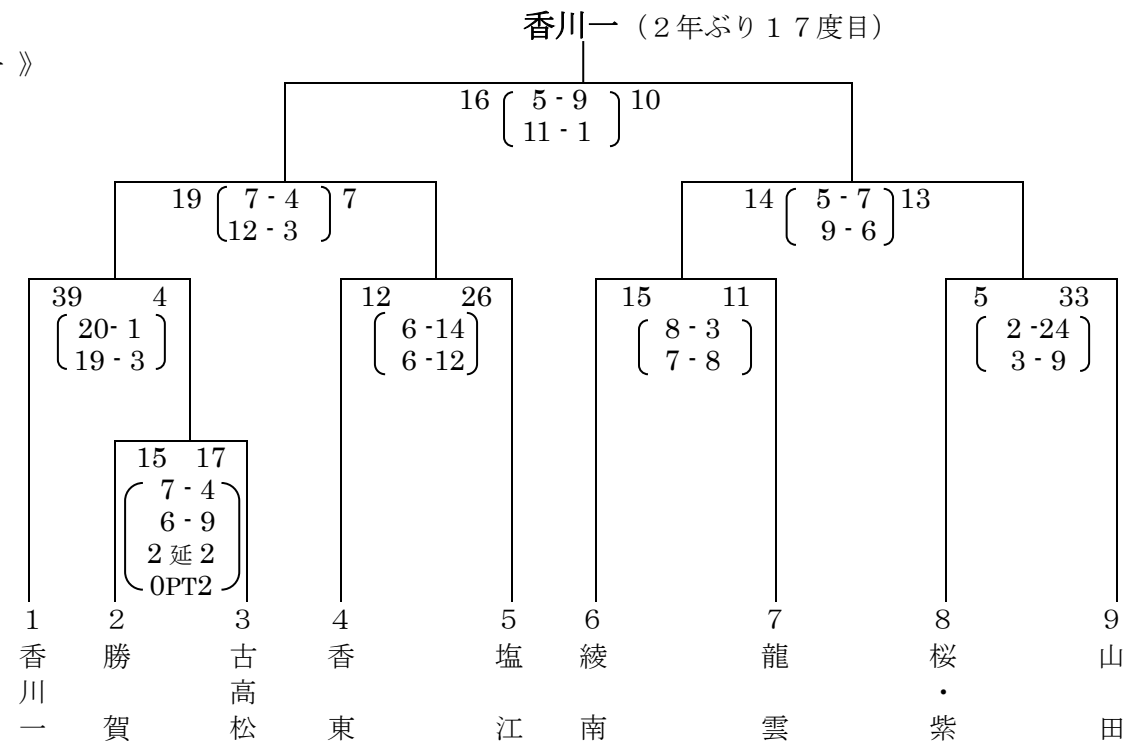 香川一（２年ぶり１７度目）
》
16 5 - 9 10
11 - 1
19 7 - 4 7
12 - 3
14 5 - 7 13
9 - 6
39 4
20- 1
19 - 3
12 26
6 -14
6 -12
15 11
8 - 3
7 - 8
5 33
2 -24
3 - 9
15 17
7 - 4
6 - 9
2 延 2
0PT2
１ ２ ３ ４ ５ ６ ７ ８ ９
香川一
勝賀
古高松
香東
塩江
綾南
龍雲
桜・紫
山田